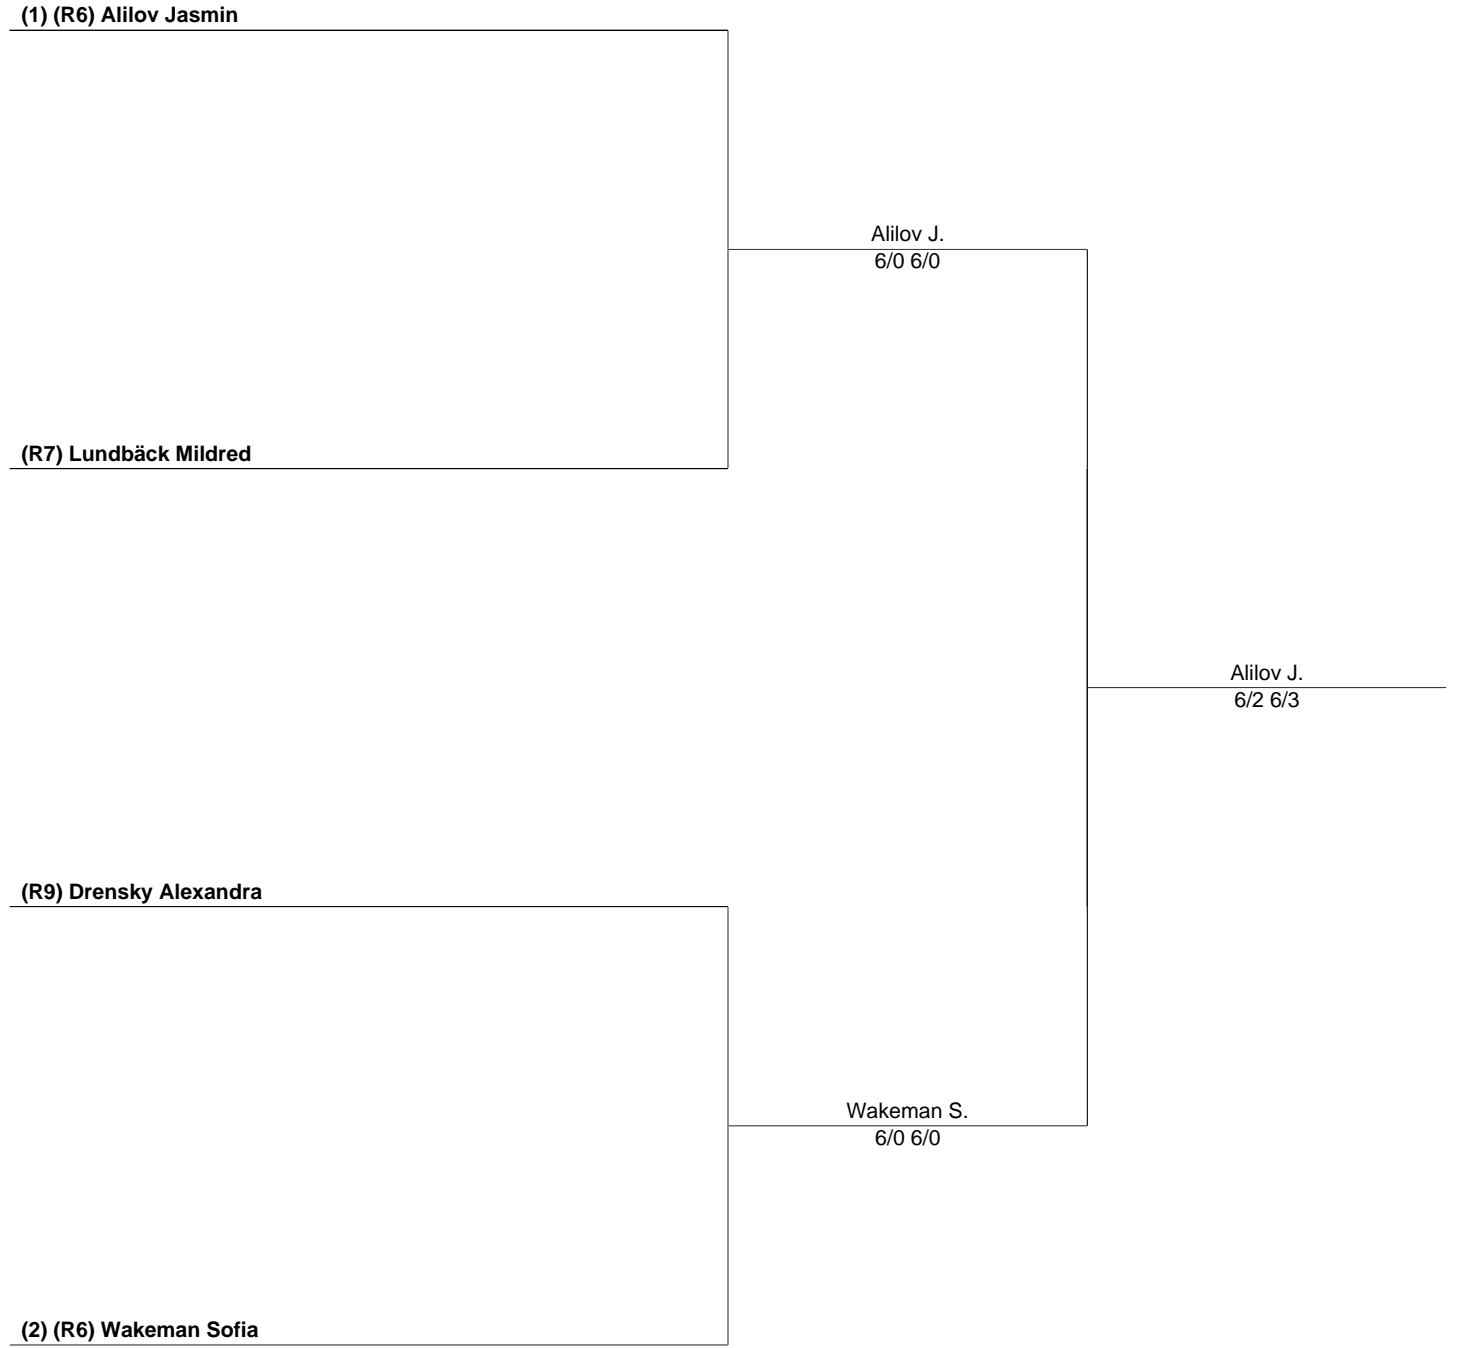 (1) (R6) Alilov Jasmin
Alilov J.
6/0 6/0
(R7) Lundbäck Mildred
Alilov J.
6/2 6/3
(R9) Drensky Alexandra
Wakeman S.
6/0 6/0
(2) (R6) Wakeman Sofia